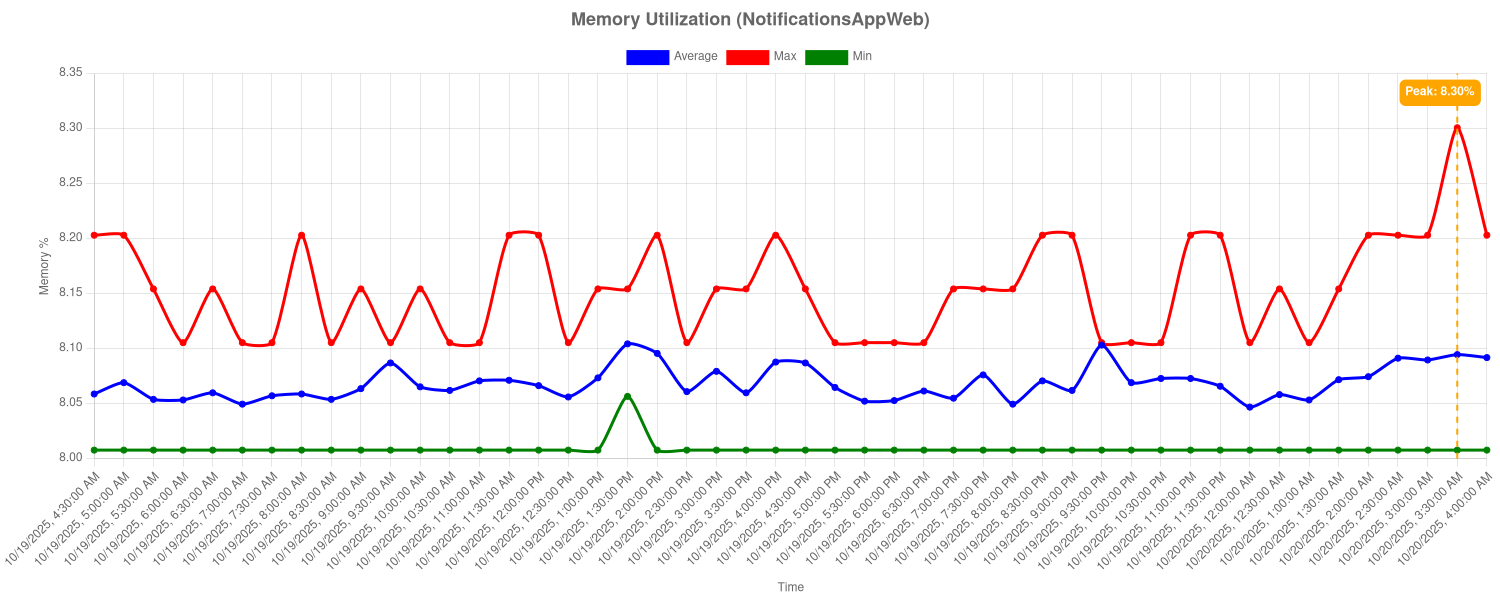 Memory Utilization (NotificationsAppWeb)
Average Max Min
Peak: 8.30%
8.35
8.30
8.25
8.20
8.15
8.10
8.05
8.00
Memory %
10/19/2025, 4:30:00 AM
10/19/2025, 5:00:00 AM
10/19/2025, 5:30:00 AM
10/19/2025, 6:00:00 AM
10/19/2025, 6:30:00 AM
10/19/2025, 7:00:00 AM
10/19/2025, 7:30:00 AM
10/19/2025, 8:00:00 AM
10/19/2025, 8:30:00 AM
10/19/2025, 9:00:00 AM
10/19/2025, 9:30:00 AM
10/19/2025, 10:00:00 AM
10/19/2025, 10:30:00 AM
10/19/2025, 11:00:00 AM
10/19/2025, 11:30:00 AM
10/19/2025, 12:00:00 PM
10/19/2025, 12:30:00 PM
10/19/2025, 1:00:00 PM
10/19/2025, 1:30:00 PM
10/19/2025, 2:00:00 PM
10/19/2025, 2:30:00 PM
10/19/2025, 3:00:00 PM
10/19/2025, 3:30:00 PM
10/19/2025, 4:00:00 PM
10/19/2025, 4:30:00 PM
10/19/2025, 5:00:00 PM
10/19/2025, 5:30:00 PM
10/19/2025, 6:00:00 PM
10/19/2025, 6:30:00 PM
10/19/2025, 7:00:00 PM
10/19/2025, 7:30:00 PM
10/19/2025, 8:00:00 PM
10/19/2025, 8:30:00 PM
10/19/2025, 9:00:00 PM
10/19/2025, 9:30:00 PM
10/19/2025, 10:00:00 PM
10/19/2025, 10:30:00 PM
10/19/2025, 11:00:00 PM
10/19/2025, 11:30:00 PM
10/20/2025, 12:00:00 AM
10/20/2025, 12:30:00 AM
10/20/2025, 1:00:00 AM
10/20/2025, 1:30:00 AM
10/20/2025, 2:00:00 AM
10/20/2025, 2:30:00 AM
10/20/2025, 3:00:00 AM
10/20/2025, 3:30:00 AM
10/20/2025, 4:00:00 AM
Time